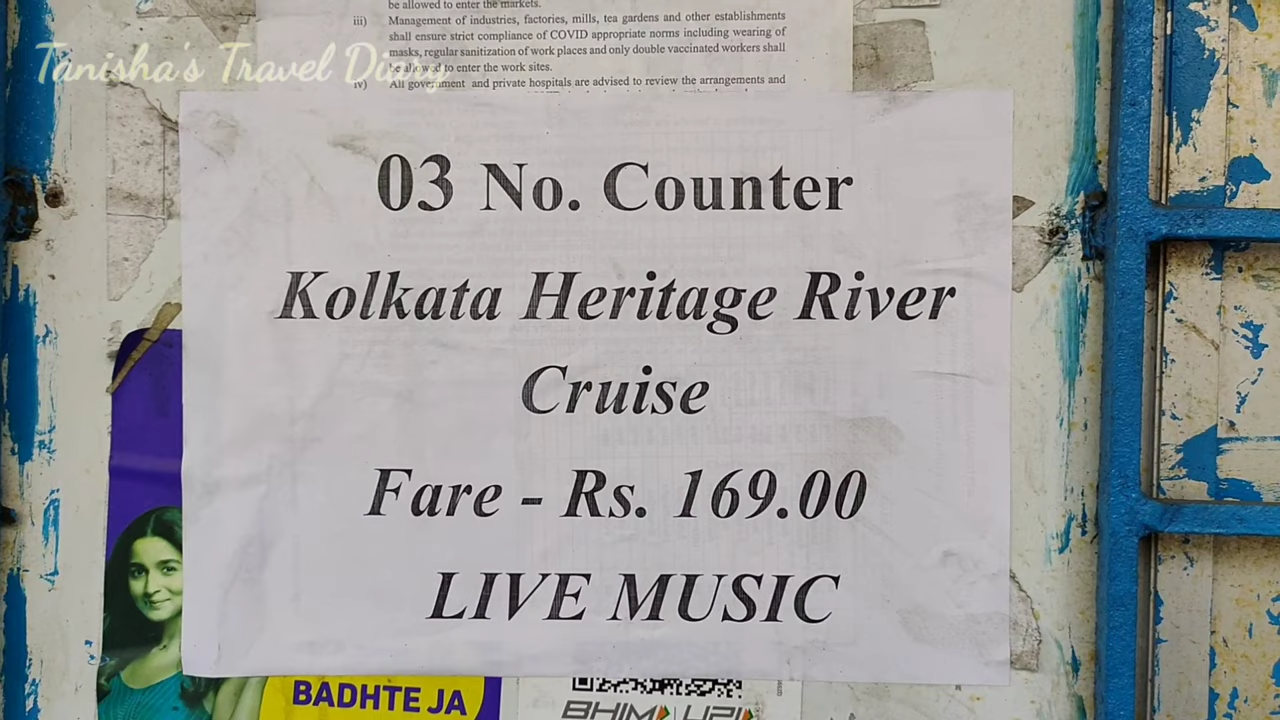 be allowed to enter the markets.
iii) Management of industries, factories, mills, tea gardens and other establishments
shall ensure strict compliance of COVID appropriate norms including wearing of
masks, regular sanitization of work places and only double vaccinated workers shall
be allowed to enter the work sites.
iv) All government and private hospitals are advised to review the arrangements and
Tanisha's Travel Diary
03 No. Counter
Kolkata Heritage River
Cruise
Fare - Rs. 169.00
LIVE MUSIC
BADHTE JA
BHIM UPI